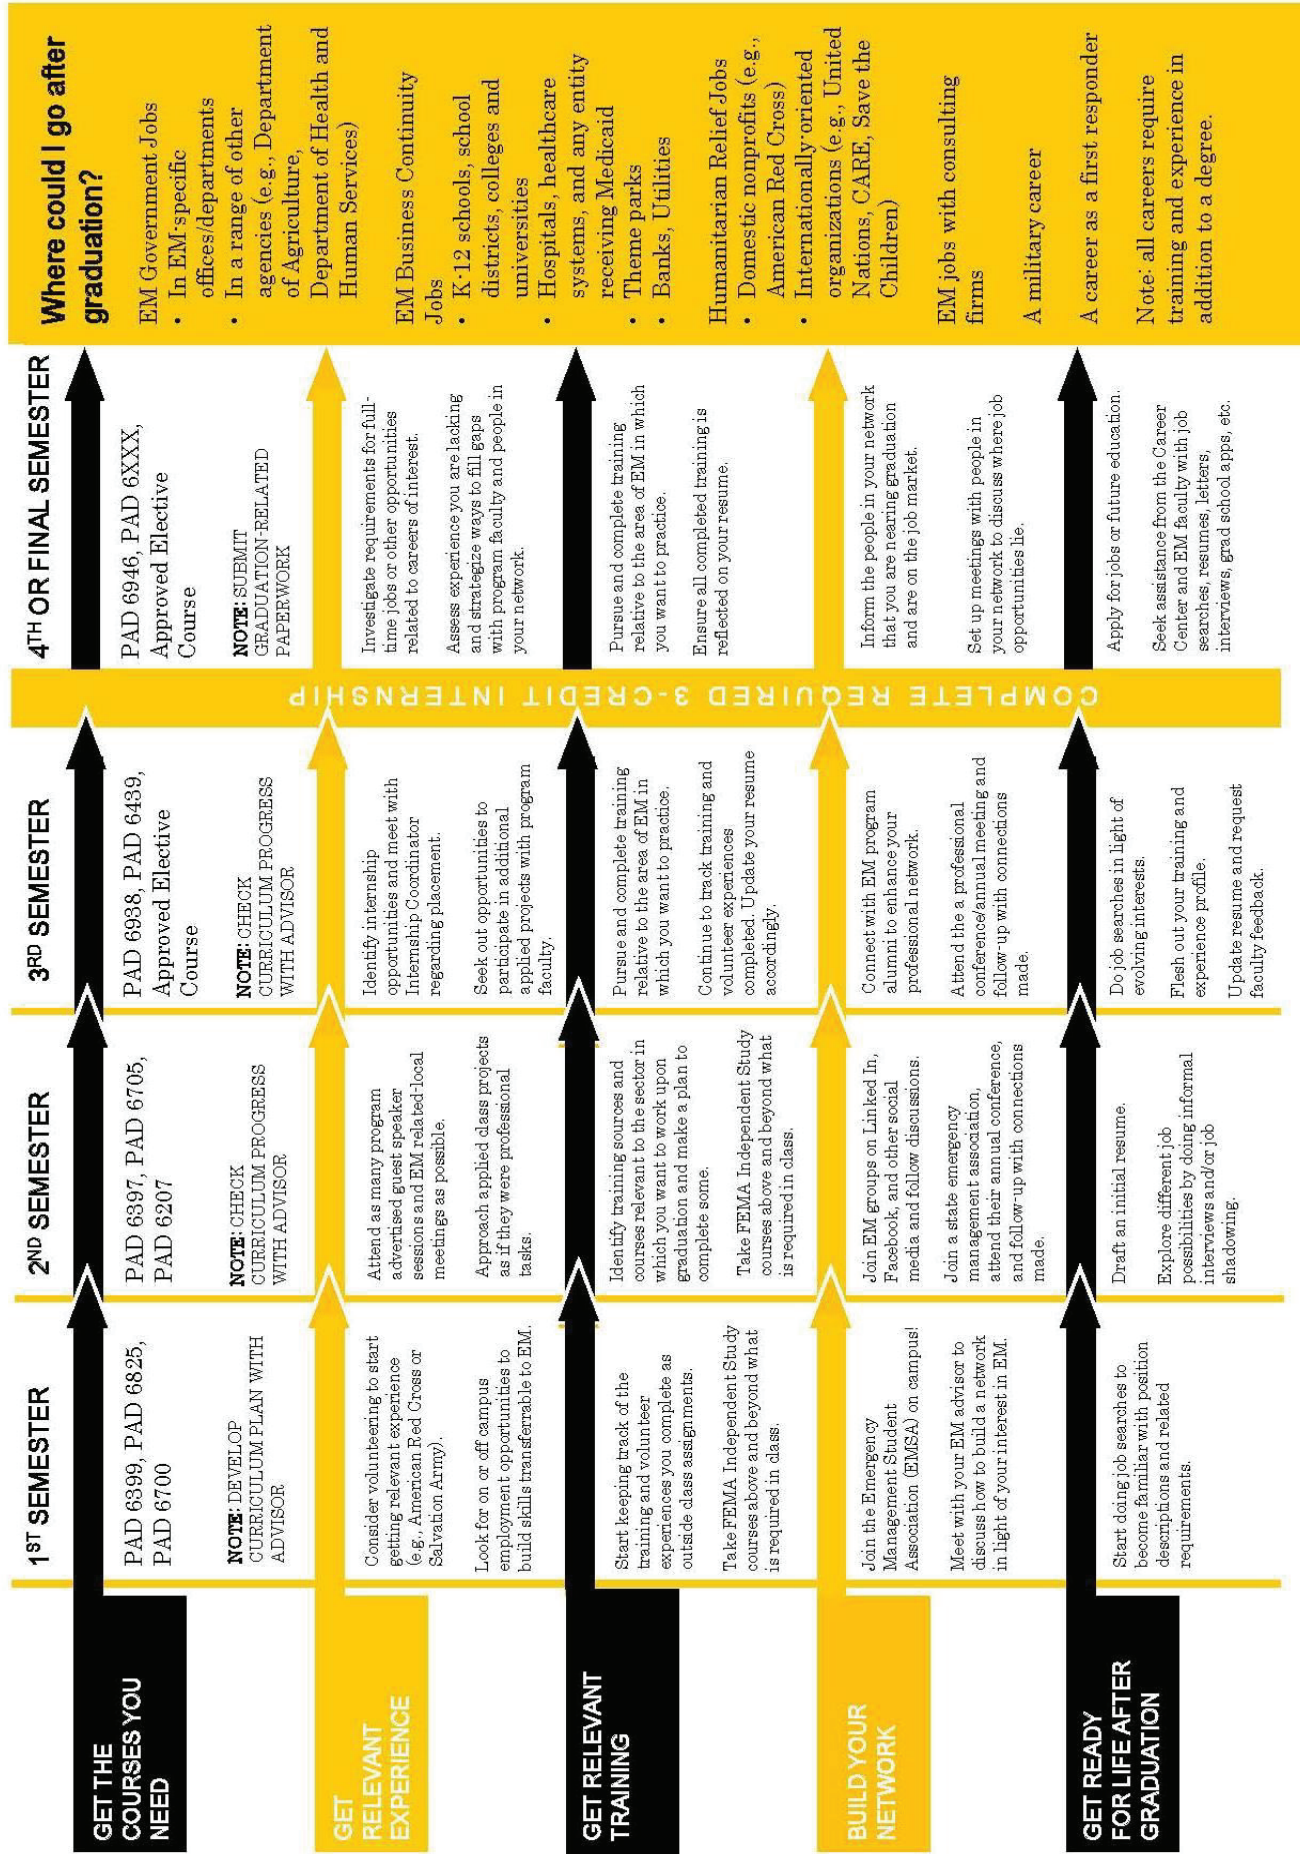 1ST SEMESTER
2ND SEMESTER
3RD SEMESTER
4TH OR FINAL SEMESTER
GET THE
COURSES YOU
NEED
PAD 6399, PAD 6825,
PAD 6700
NOTE: DEVELOP
CURRICULUM PLAN WITH
ADVISOR
PAD 6397, PAD 6705,
PAD 6207
NOTE: CHECK
CURRICULUM PROGRESS
WITH ADVISOR
PAD 6938, PAD 6439,
Approved Elective
Course
NOTE: CHECK
CURRICULUM PROGRESS
WITH ADVISOR
PAD 6946, PAD 6XXX,
Approved Elective
Course
NOTE: SUBMIT
GRADUATION-RELATED
PAPERWORK
GET
RELEVANT
EXPERIENCE
Consider volunteering to start
getting relevant experience
(e.g., American Red Cross or
Salvation Army).
Look for on or off campus
employment opportunities to
build skills transferrable to EM.
Attend as many program
advertised guest speaker
sessions and EM related-local
meetings as possible.
Approach applied class projects
as if they were professional
tasks.
Identify internship
opportunities and meet with
Internship Coordinator
regarding placement.
Seek out opportunities to
participate in additional
applied projects with program
faculty.
Investigate requirements for full-
time jobs or other opportunities
related to careers of interest.
Assess experience you are lacking
and strategize ways to fill gaps
with program faculty and people in
your network.
GET RELEVANT
TRAINING
Start keeping track of the
training and volunteer
experiences you complete as
outside class assignments.
Take FEMA Independent Study
courses above and beyond what
is required in class.
Identify training sources and
courses relevant to the sector in
which you want to work upon
graduation and make a plan to
complete some.
Take FEMA Independent Study
courses above and beyond what
is required in class.
Pursue and complete training
relative to the area of EM in
which you want to practice.
Continue to track training and
volunteer experiences
completed. Update your resume
accordingly.
Pursue and complete training
relative to the area of EM in which
you want to practice.
Ensure all completed training is
reflected on your resume.
BUILD YOUR
NETWORK
Join the Emergency
Management Student
Association (EMSA) on campus!
Meet with your EM advisor to
discuss how to build a network
in light of your interest in EM.
Join EM groups on Linked In,
Facebook, and other social
media and follow discussions.
Join a state emergency
management association,
attend their annual conference,
and follow-up with connections
made.
Connect with EM program
alumni to enhance your
professional network.
Attend the a professional
conference/annual meeting and
follow-up with connections
made.
Inform the people in your network
that you are nearing graduation
and are on the job market.
Set up meetings with people in
your network to discuss where job
opportunities lie.
GET READY
FOR LIFE AFTER
GRADUATION
Start doing job searches to
become familiar with position
descriptions and related
requirements.
Draft an initial resume.
Explore different job
possibilities by doing informal
interviews and/or job
shadowing.
Do job searches in light of
evolving interests.
Flesh out your training and
experience profile.
Update resume and request
faculty feedback.
Apply for jobs or future education.
Seek assistance from the Career
Center and EM faculty with job
searches, resumes, letters,
interviews, grad school apps, etc.
COMPLETE REQUIRED 3-CREDIT INTERNSHIP
Where could I go after
graduation?
EM Government Jobs
• In EM-specific
offices/departments
• In a range of other
agencies (e.g., Department
of Agriculture,
Department of Health and
Human Services)
EM Business Continuity
Jobs
• K-12 schools, school
districts, colleges and
universities
• Hospitals, healthcare
systems, and any entity
receiving Medicaid
• Theme parks
• Banks, Utilities
Humanitarian Relief Jobs
• Domestic nonprofits (e.g.,
American Red Cross)
• Internationally oriented
organizations (e.g., United
Nations, CARE, Save the
Children)
EM jobs with consulting
firms
A military career
A career as a first responder
Note: all careers require
training and experience in
addition to a degree.